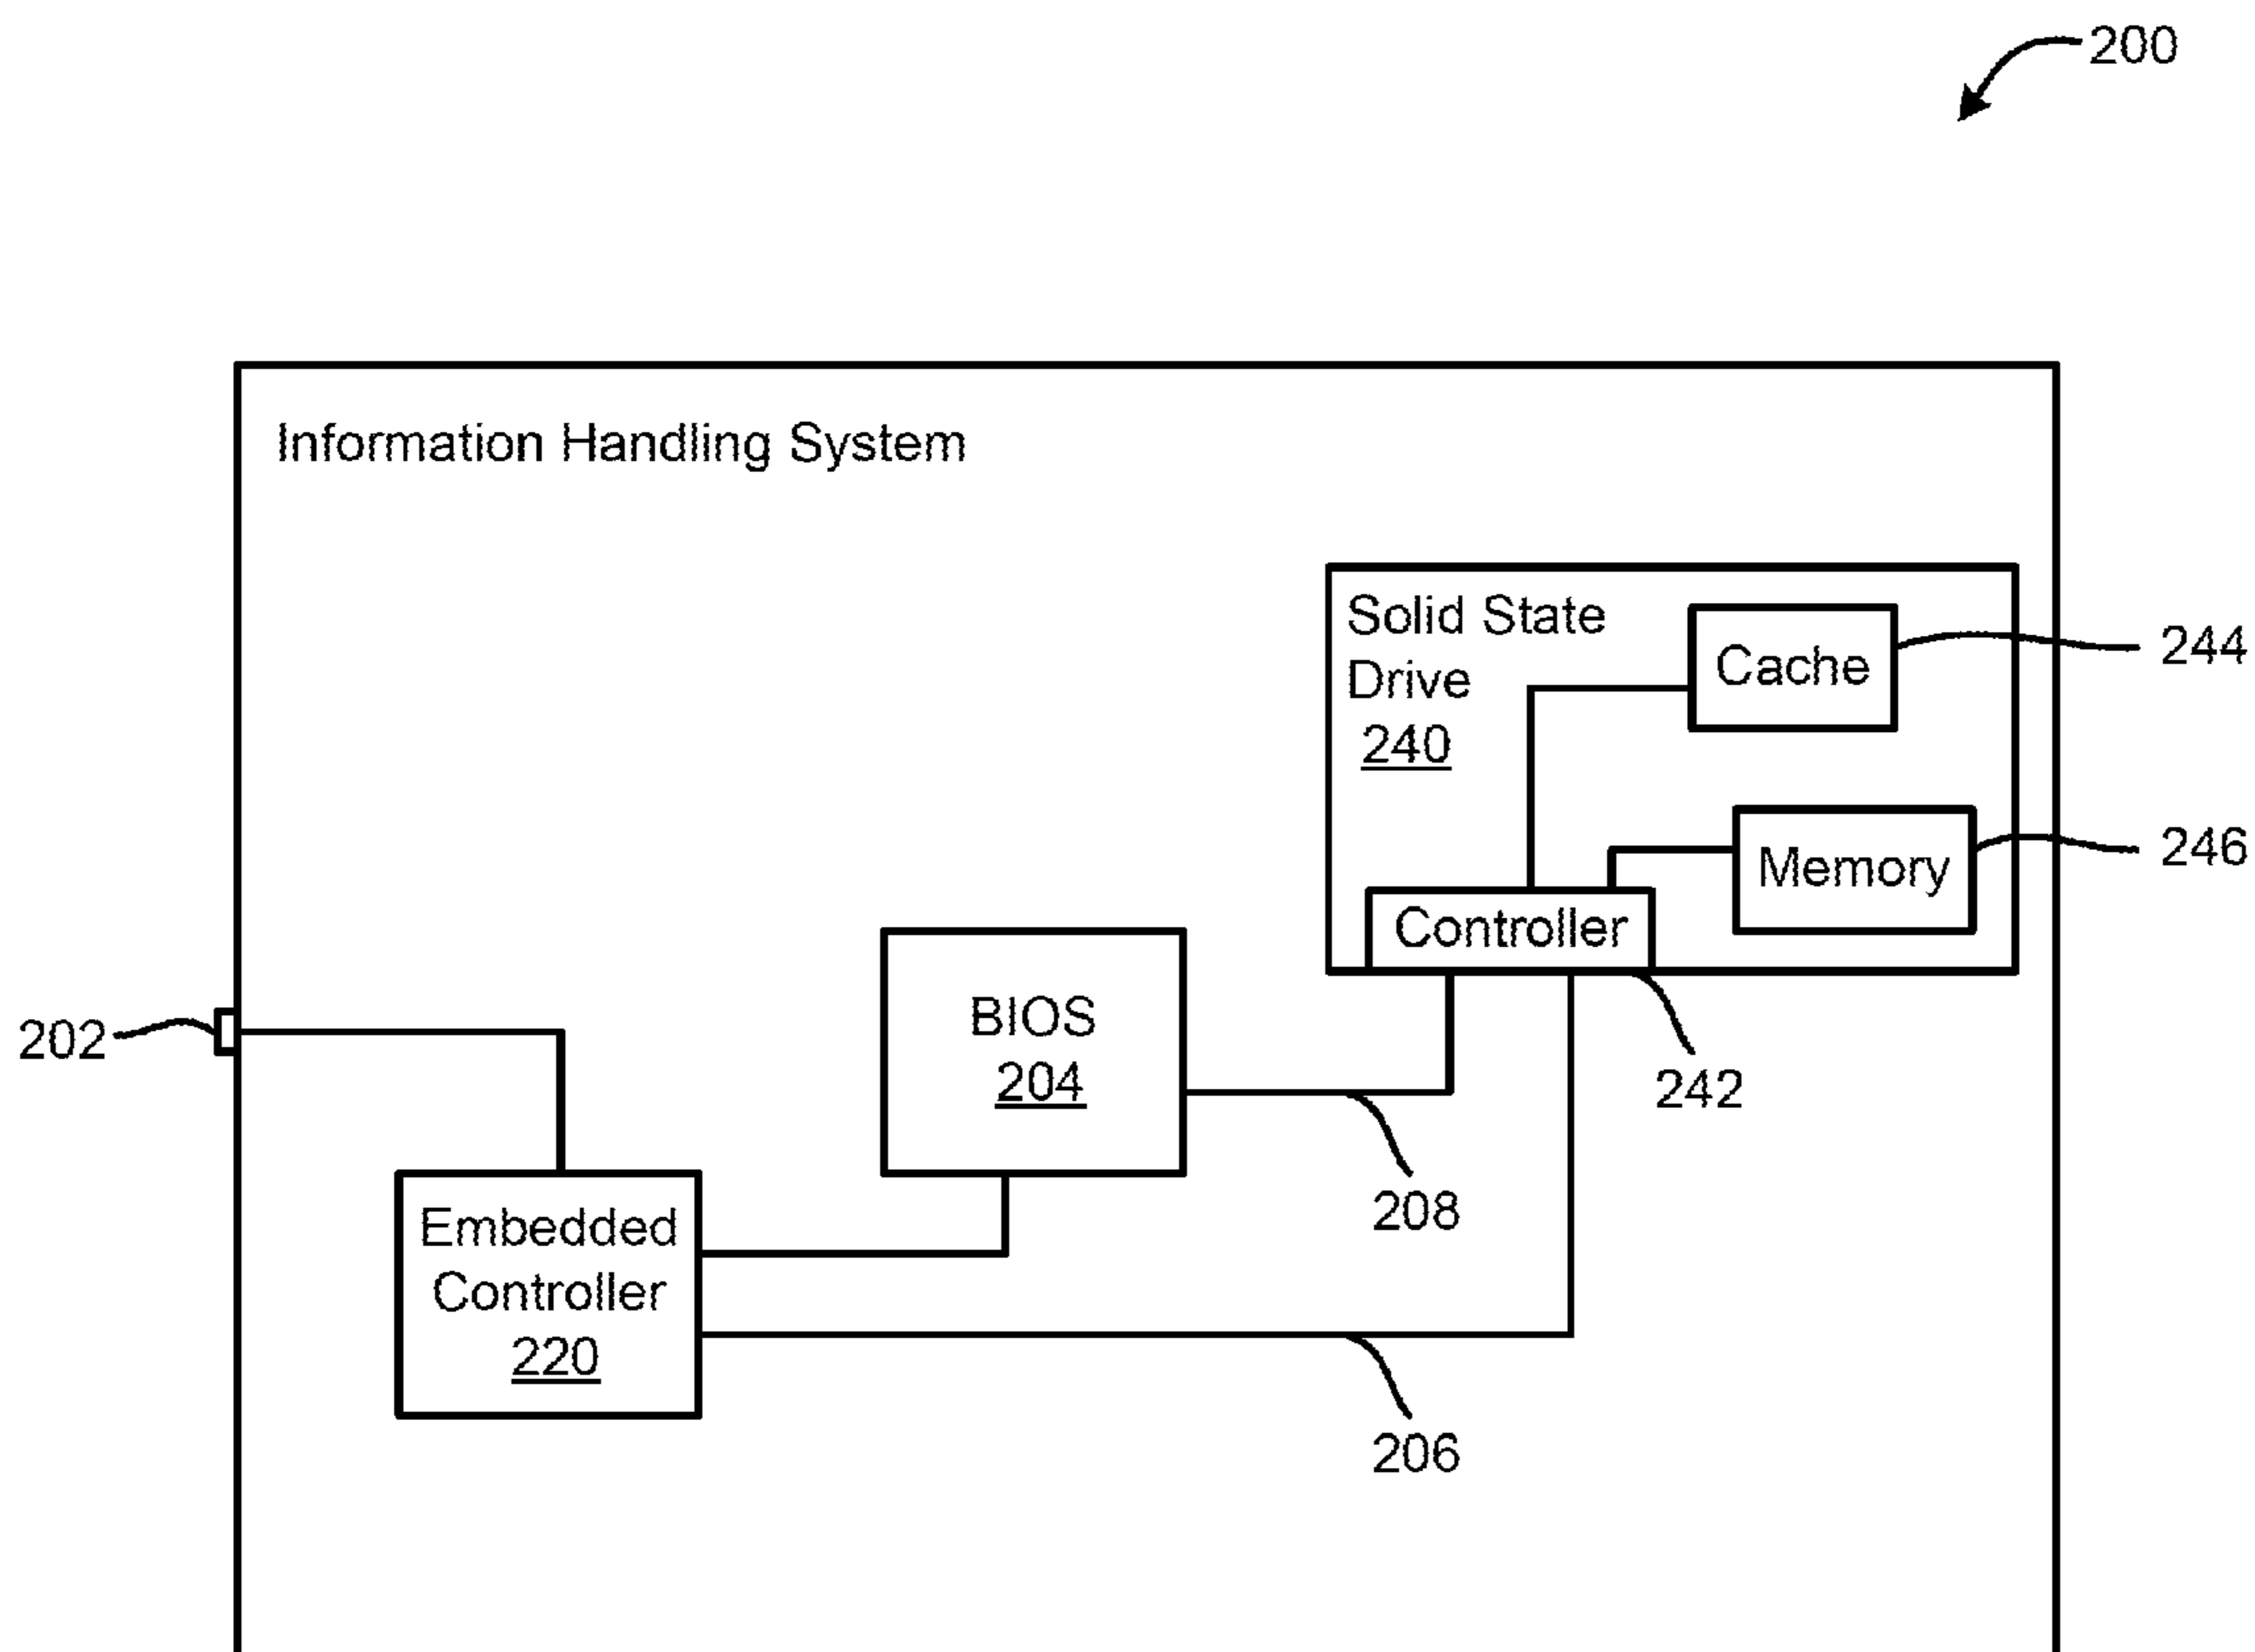 200
Information Handling System
Solid State
Drive
240
Cache
244
Memory
246
Controller
242
BIOS
204
202
208
Embedded
Controller
220
206